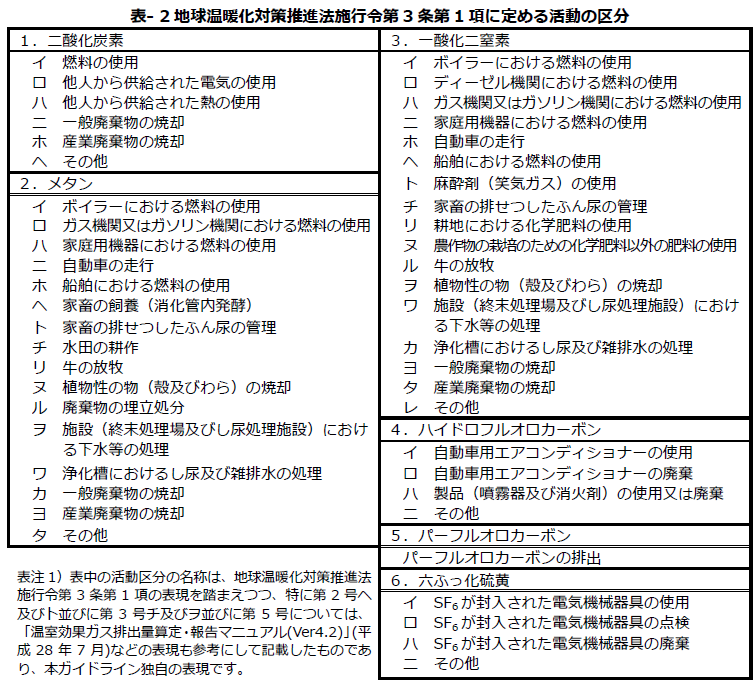 表- 2 地球温暖化対策推進法施行令第 3 条第 1 項に定める活動の区分
1．二酸化炭素
イ 燃料の使用
ロ 他人から供給された電気の使用
ハ 他人から供給された熱の使用
ニ 一般廃棄物の焼却
ホ 産業廃棄物の焼却
ヘ その他
2．メタン
イ ボイラーにおける燃料の使用
ロ ガス機関又はガソリン機関における燃料の使用
ハ 家庭用機器における燃料の使用
ニ 自動車の走行
ホ 船舶における燃料の使用
ヘ 家畜の飼養（消化管内発酵）
ト 家畜の排せつしたふん尿の管理
チ 水田の耕作
リ 牛の放牧
ヌ 植物性の物（殻及びわら）の焼却
ル 廃棄物の埋立処分
ヲ 施設（終末処理場及びし尿処理施設）におけ
る下水等の処理
ワ 浄化槽におけるし尿及び雑排水の処理
カ 一般廃棄物の焼却
ヨ 産業廃棄物の焼却
タ その他
表注 1）表中の活動区分の名称は、地球温暖化対策推進法
施行令第 3 条第 1 項の表現を踏まえつつ、特に第 2 号ヘ
及びト並びに第 3 号チ及びヲ並びに第 5 号については、
「温室効果ガス排出量算定・報告マニュアル(Ver4.2)」(平
成 28 年 7 月)などの表現も参考にして記載したものであ
り、本ガイドライン独自の表現です。
3．一酸化二窒素
イ ボイラーにおける燃料の使用
ロ ディーゼル機関における燃料の使用
ハ ガス機関又はガソリン機関における燃料の使用
ニ 家庭用機器における燃料の使用
ホ 自動車の走行
ヘ 船舶における燃料の使用
ト 麻酔剤（笑気ガス）の使用
チ 家畜の排せつしたふん尿の管理
リ 耕地における化学肥料の使用
ヌ 農作物の栽培のための化学肥料以外の肥料の使用
ル 牛の放牧
ヲ 植物性の物（殻及びわら）の焼却
ワ 施設（終末処理場及びし尿処理施設）におけ
る下水等の処理
カ 浄化槽におけるし尿及び雑排水の処理
ヨ 一般廃棄物の焼却
タ 産業廃棄物の焼却
レ その他
4．ハイドロフルオロカーボン
イ 自動車用エアコンディショナーの使用
ロ 自動車用エアコンディショナーの廃棄
ハ 製品（噴霧器及び消火剤）の使用又は廃棄
ニ その他
5．パーフルオロカーボン
パーフルオロカーボンの排出
6．六ふっ化硫黄
イ SF₆が封入された電気機械器具の使用
ロ SF₆が封入された電気機械器具の点検
ハ SF₆が封入された電気機械器具の廃棄
ニ その他